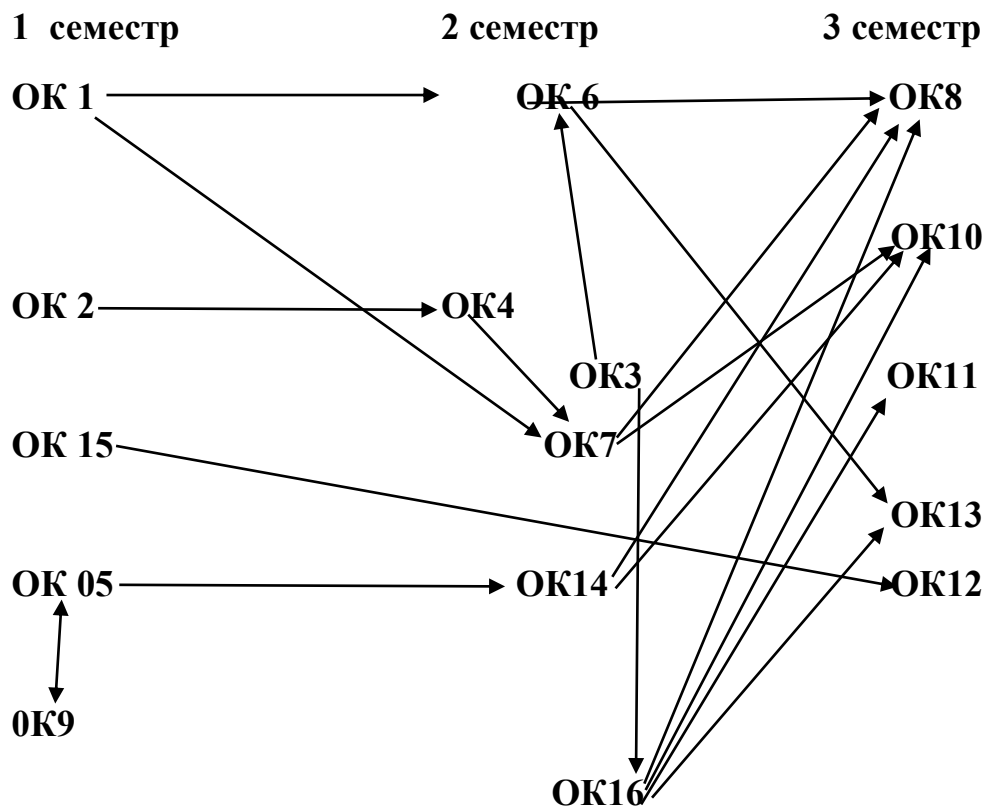 1 семестр 2 семестр 3 семестр
ОК 1 ОК 6 ОК8
ОК10
ОК 2 ОК4
ОК3 ОК11
ОК 15 ОК7
ОК13
ОК 05 ОК14 ОК12
0К9
ОК16